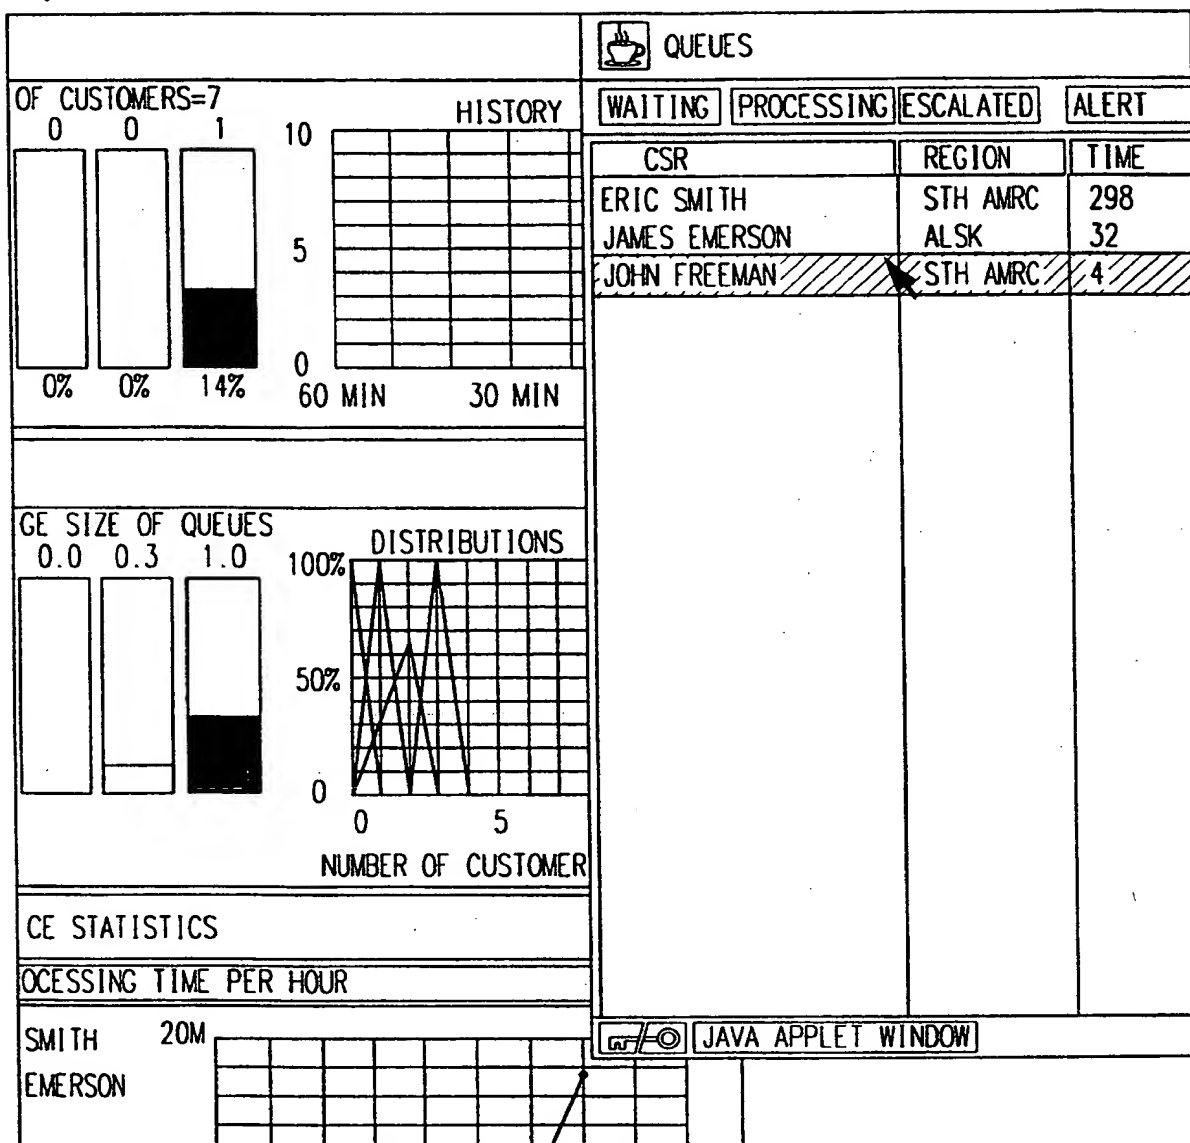 QUEUES
OF CUSTOMERS=7
0 0 1
HISTORY
10
5
0
0% 0% 14%
60 MIN 30 MIN
WAITING PROCESSING ESCALATED ALERT
CSR REGION TIME
ERIC SMITH STH AMRC 298
JAMES EMERSON ALSK 32
JOHN FREEMAN STH AMRC 4
GE SIZE OF QUEUES
0.0 0.3 1.0
DISTRIBUTIONS
100%
50%
0
0 5
NUMBER OF CUSTOMER
CE STATISTICS
OCESSING TIME PER HOUR
SMITH 20M
EMERSON
JAVA APPLET WINDOW